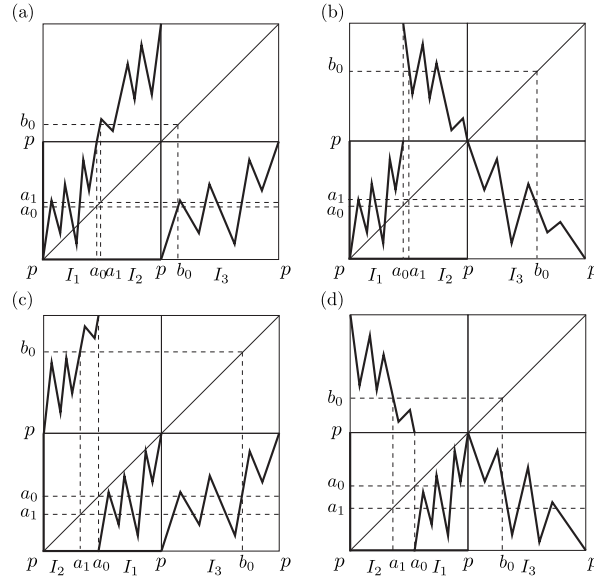 (a)
b₀
p
a₁
a₀
p I₁ a₀ a₁ I₂ p b₀ I₃ p
(b)
b₀
p
a₁
a₀
p I₁ a₀ a₁ I₂ p I₃ b₀ p
(c)
b₀
p
a₀
a₁
p I₂ a₁ a₀ I₁ p I₃ b₀ p
(d)
b₀
p
a₀
a₁
p I₂ a₁ a₀ I₁ p b₀ I₃ p